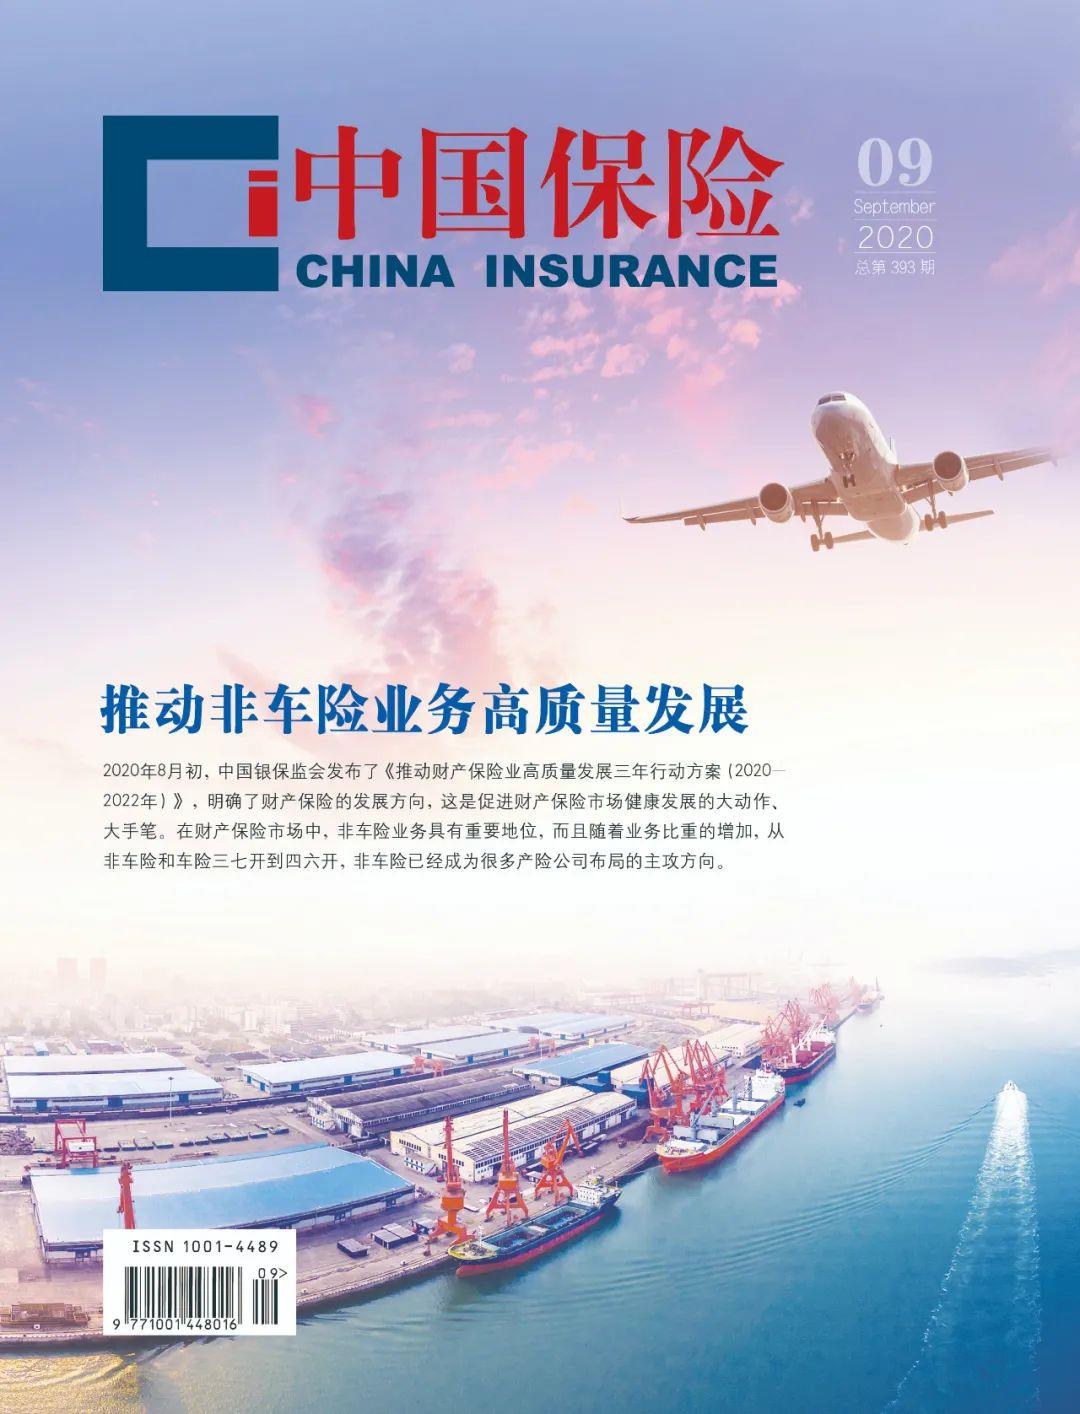 中国保险
CHINA INSURANCE
09
September
2020
总第 393 期
推动非车险业务高质量发展
2020年8月初，中国银保监会发布了《推动财产保险业高质量发展三年行动方案（2020—
2022年）》，明确了财产保险的发展方向，这是促进财产保险市场健康发展的大动作、
大手笔。在财产保险市场中，非车险业务具有重要地位，而且随着业务比重的增加，从
非车险和车险三七开到四六开，非车险已经成为很多产险公司布局的主攻方向。
ISSN 1001-4489
09>
9 771001 448016